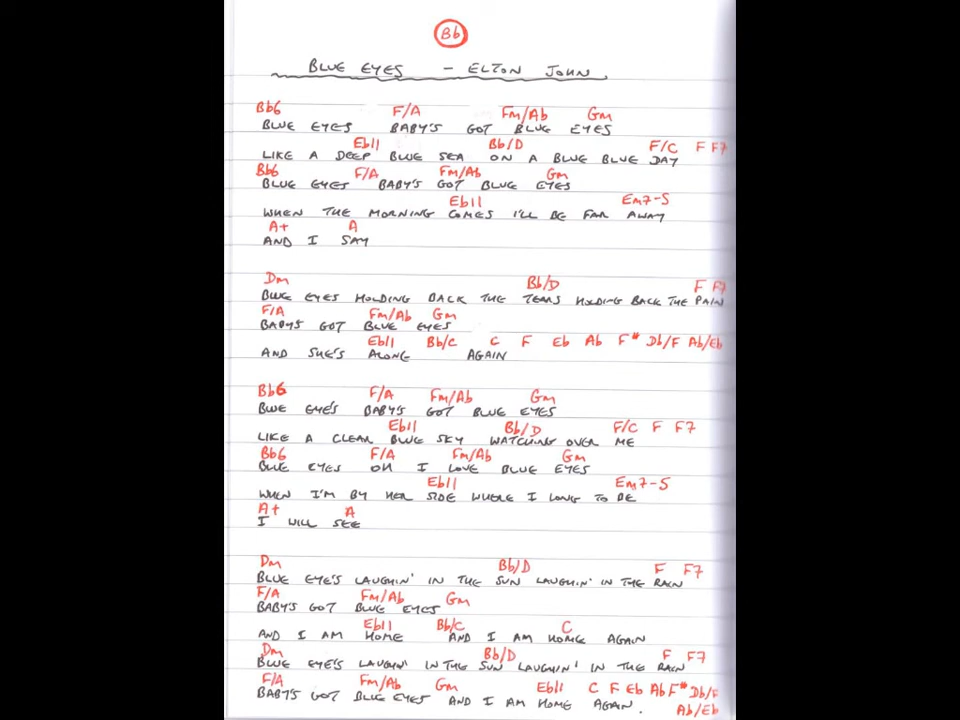 Bb
BLUE EYES - ELTON JOHN
Bb6 F/A Fm/Ab Gm
BLUE EYES BABY'S GOT BLUE EYES
Eb11 Bb/D F/C F F7
LIKE A DEEP BLUE SEA ON A BLUE BLUE DAY
Bb6 F/A Fm/Ab Gm
BLUE EYES BABY'S GOT BLUE EYES
Eb11 Em7-5
WHEN THE MORNING COMES I'LL BE FAR AWAY
A+ A
AND I SAY
Dm Bb/D F F7
BLUE EYES HOLDING BACK THE TEARS HOLDING BACK THE PAIN
F/A Fm/Ab Gm
BABY'S GOT BLUE EYES
Eb11 Bb/C C F Eb Ab F# Db/F Ab/Eb
AND SHE'S ALONE AGAIN
Bb6 F/A Fm/Ab Gm
BLUE EYE'S BABY'S GOT BLUE EYES
Eb11 Bb/D F/C F F7
LIKE A CLEAR BLUE SKY WATCHING OVER ME
Bb6 F/A Fm/Ab Gm
BLUE EYES OH I LOVE BLUE EYES
Eb11 Em7-5
WHEN I'M BY HER SIDE WHERE I LONG TO BE
A+ A
I WILL SEE
Dm Bb/D F F7
BLUE EYE'S LAUGHIN' IN THE SUN LAUGHIN' IN THE RAIN
F/A Fm/Ab Gm
BABY'S GOT BLUE EYES
Eb11 Bb/C C
AND I AM HOME AND I AM HOME AGAIN
Dm Bb/D F F7
BLUE EYE'S LAUGHIN' IN THE SUN LAUGHIN' IN THE RAIN
F/A Fm/Ab Gm Eb11 C F Eb Ab F# Db/F
BABY'S GOT BLUE EYES AND I AM HOME AGAIN. Ab/Eb